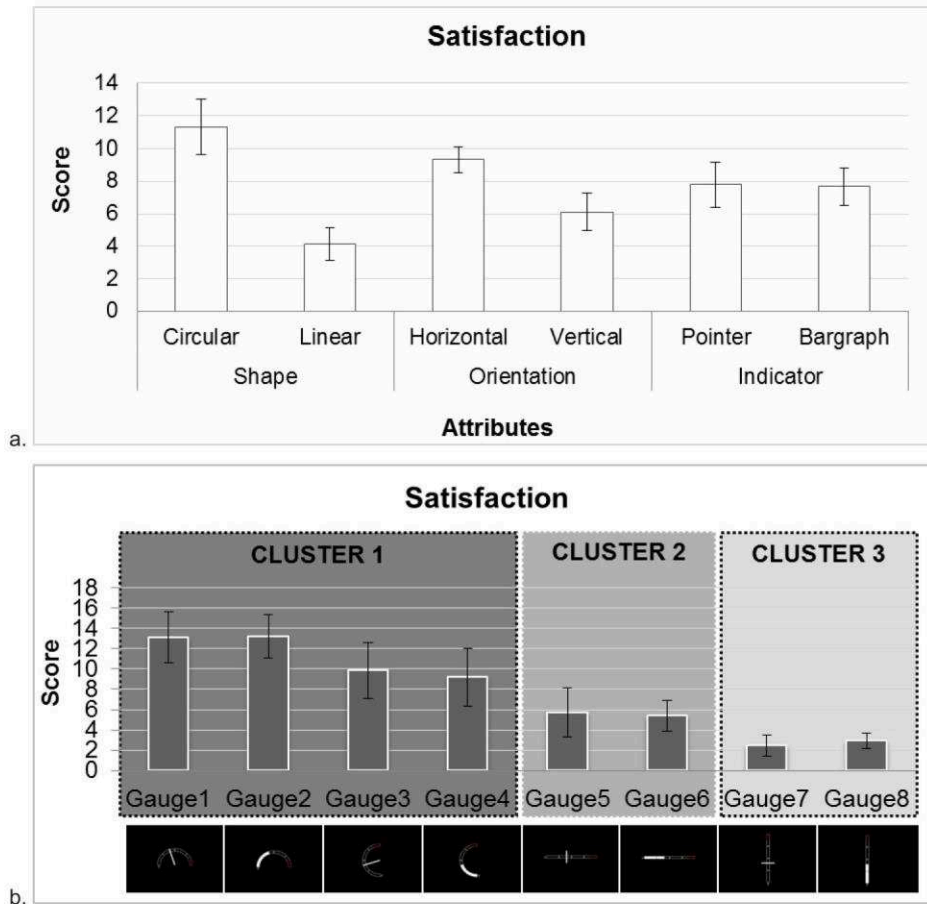 Satisfaction
14
12
10
8
6
4
2
0
Score
Circular Linear Horizontal Vertical Pointer Bargraph
Shape Orientation Indicator
Attributes
a.
Satisfaction
CLUSTER 1 CLUSTER 2 CLUSTER 3
18
16
14
12
10
8
6
4
2
0
Score
Gauge1 Gauge2 Gauge3 Gauge4 Gauge5 Gauge6 Gauge7 Gauge8
b.